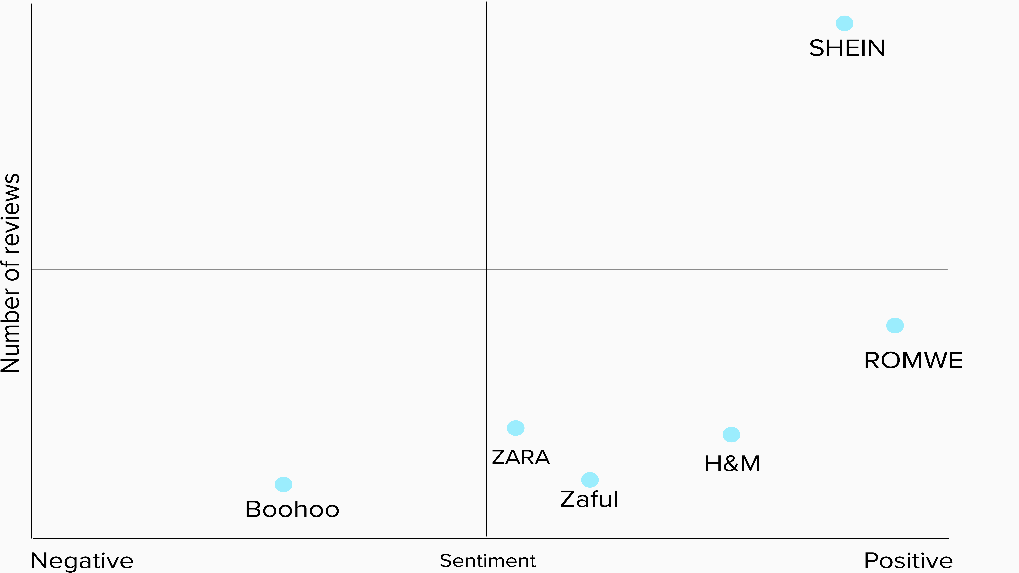 SHEIN
Number of reviews
ROMWE
ZARA
H&M
Zaful
Boohoo
Negative
Sentiment
Positive